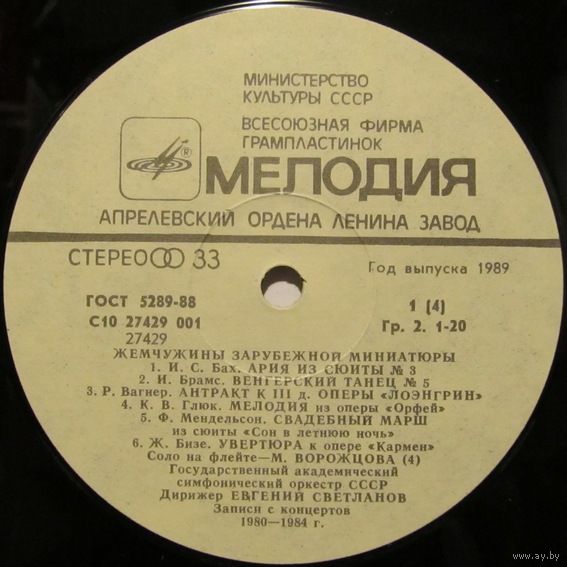 МИНИСТЕРСТВО
КУЛЬТУРЫ СССР
ВСЕСОЮЗНАЯ ФИРМА
ГРАМПЛАСТИНОК
®
МЕЛОДИЯ
АПРЕЛЕВСКИЙ ОРДЕНА ЛЕНИНА ЗАВОД
СТЕРЕО 33
Год выпуска 1989
ГОСТ 5289-88
1 (4)
С10 27429 001
Гр. 2. 1-20
27429
ЖЕМЧУЖИНЫ ЗАРУБЕЖНОЙ МИНИАТЮРЫ
1. И. С. Бах. АРИЯ ИЗ СЮИТЫ № 3
2. И. Брамс. ВЕНГЕРСКИЙ ТАНЕЦ № 5
3. Р. Вагнер. АНТРАКТ К III д. ОПЕРЫ «ЛОЭНГРИН»
4. К. В. Глюк. МЕЛОДИЯ из оперы «Орфей»
5. Ф. Мендельсон. СВАДЕБНЫЙ МАРШ
из сюиты «Сон в летнюю ночь»
6. Ж. Бизе. УВЕРТЮРА к опере «Кармен»
Соло на флейте—М. ВОРОЖЦОВА (4)
Государственный академический
симфонический оркестр СССР
Дирижер ЕВГЕНИЙ СВЕТЛАНОВ
Записи с концертов
1980—1984 г.
www.ay.by